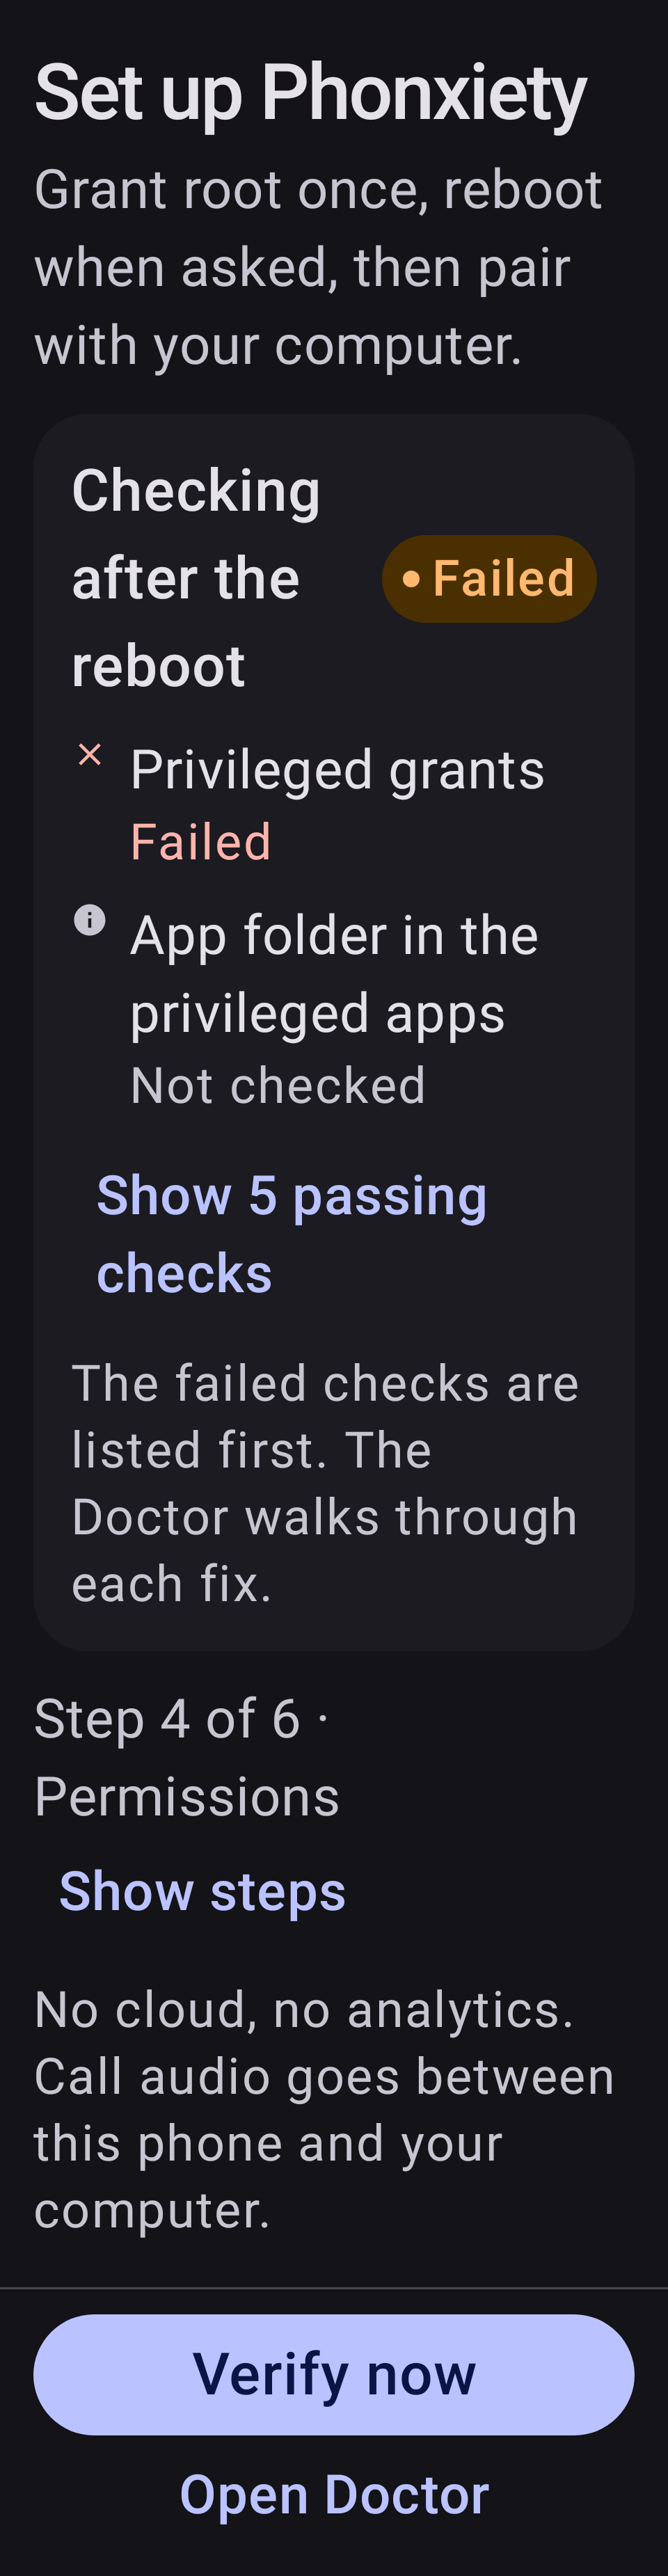 Set up Phonxiety
Grant root once, reboot
when asked, then pair
with your computer.
Checking
after the
reboot
• Failed
Privileged grants
Failed
App folder in the
privileged apps
Not checked
Show 5 passing
checks
The failed checks are
listed first. The
Doctor walks through
each fix.
Step 4 of 6 ·
Permissions
Show steps
No cloud, no analytics.
Call audio goes between
this phone and your
computer.
Verify now
Open Doctor